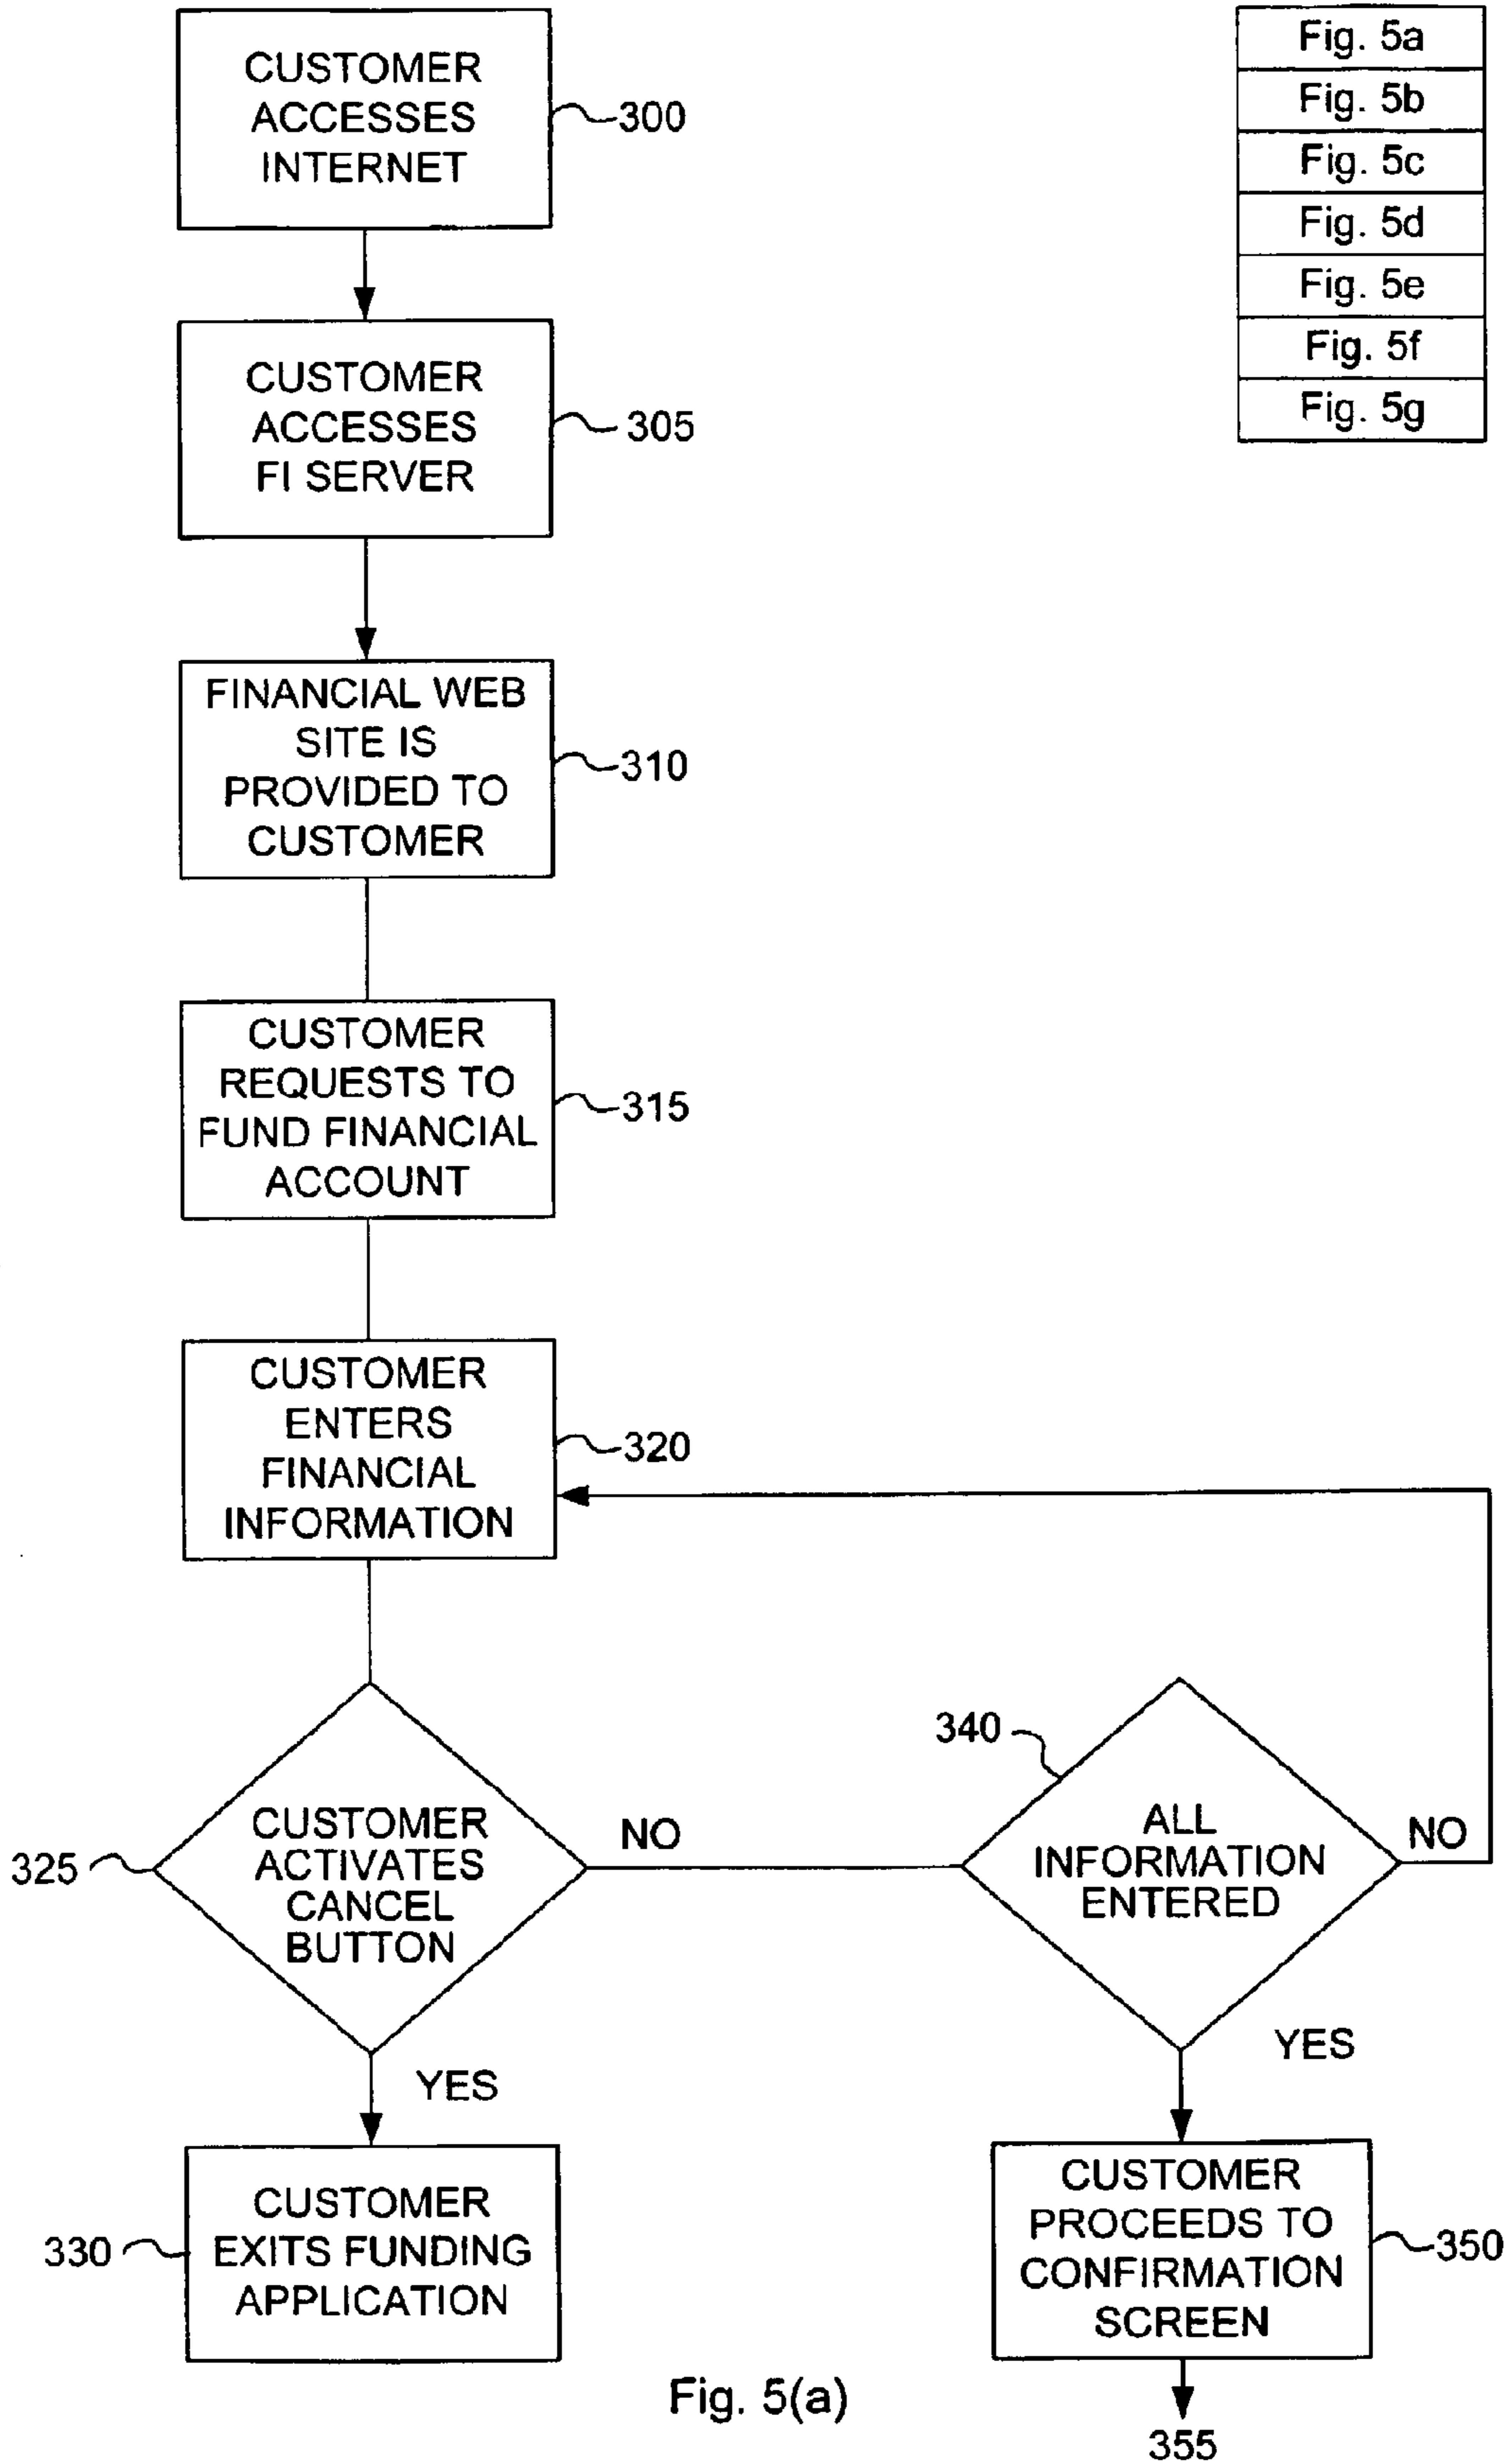 CUSTOMER
ACCESSES
INTERNET
300
Fig. 5a
Fig. 5b
Fig. 5c
Fig. 5d
Fig. 5e
Fig. 5f
Fig. 5g
CUSTOMER
ACCESSES
FI SERVER
305
FINANCIAL WEB
SITE IS
PROVIDED TO
CUSTOMER
310
CUSTOMER
REQUESTS TO
FUND FINANCIAL
ACCOUNT
315
CUSTOMER
ENTERS
FINANCIAL
INFORMATION
320
325
CUSTOMER
ACTIVATES
CANCEL
BUTTON
NO
YES
340
ALL
INFORMATION
ENTERED
NO
YES
330
CUSTOMER
EXITS FUNDING
APPLICATION
CUSTOMER
PROCEEDS TO
CONFIRMATION
SCREEN
350
355
Fig. 5(a)